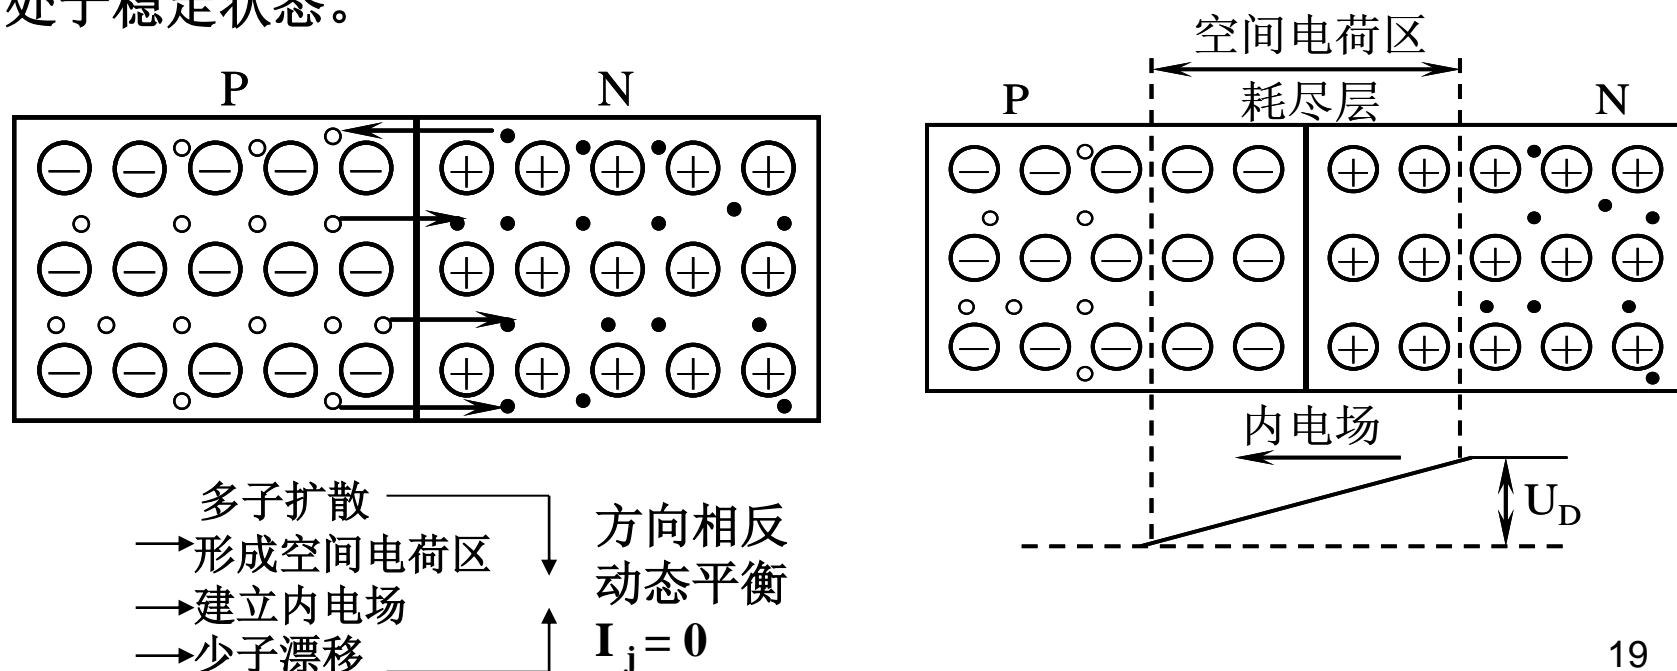 处于稳定状态。
P N
空间电荷区
P 耗尽层 N
内电场
U_D
多子扩散
→形成空间电荷区
→建立内电场
→少子漂移
方向相反
动态平衡
I_j = 0
19